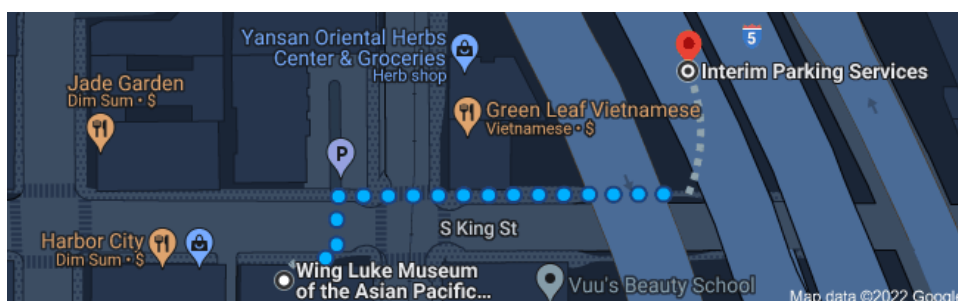 Yansan Oriental Herbs
Center & Groceries
Herb shop
5
Interim Parking Services
Jade Garden
Dim Sum • $
Green Leaf Vietnamese
Vietnamese • $
P
S King St
Harbor City
Dim Sum • $
Wing Luke Museum
of the Asian Pacific...
Vuu's Beauty School
Map data ©2022 Google